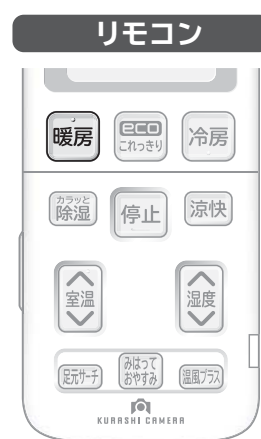 リモコン
暖房
eco
これっきり
冷房
カラッと
除湿
停止
涼快
室温
湿度
足元サーチ
みはって
おやすみ
温風プラス
KURASHI CAMERA